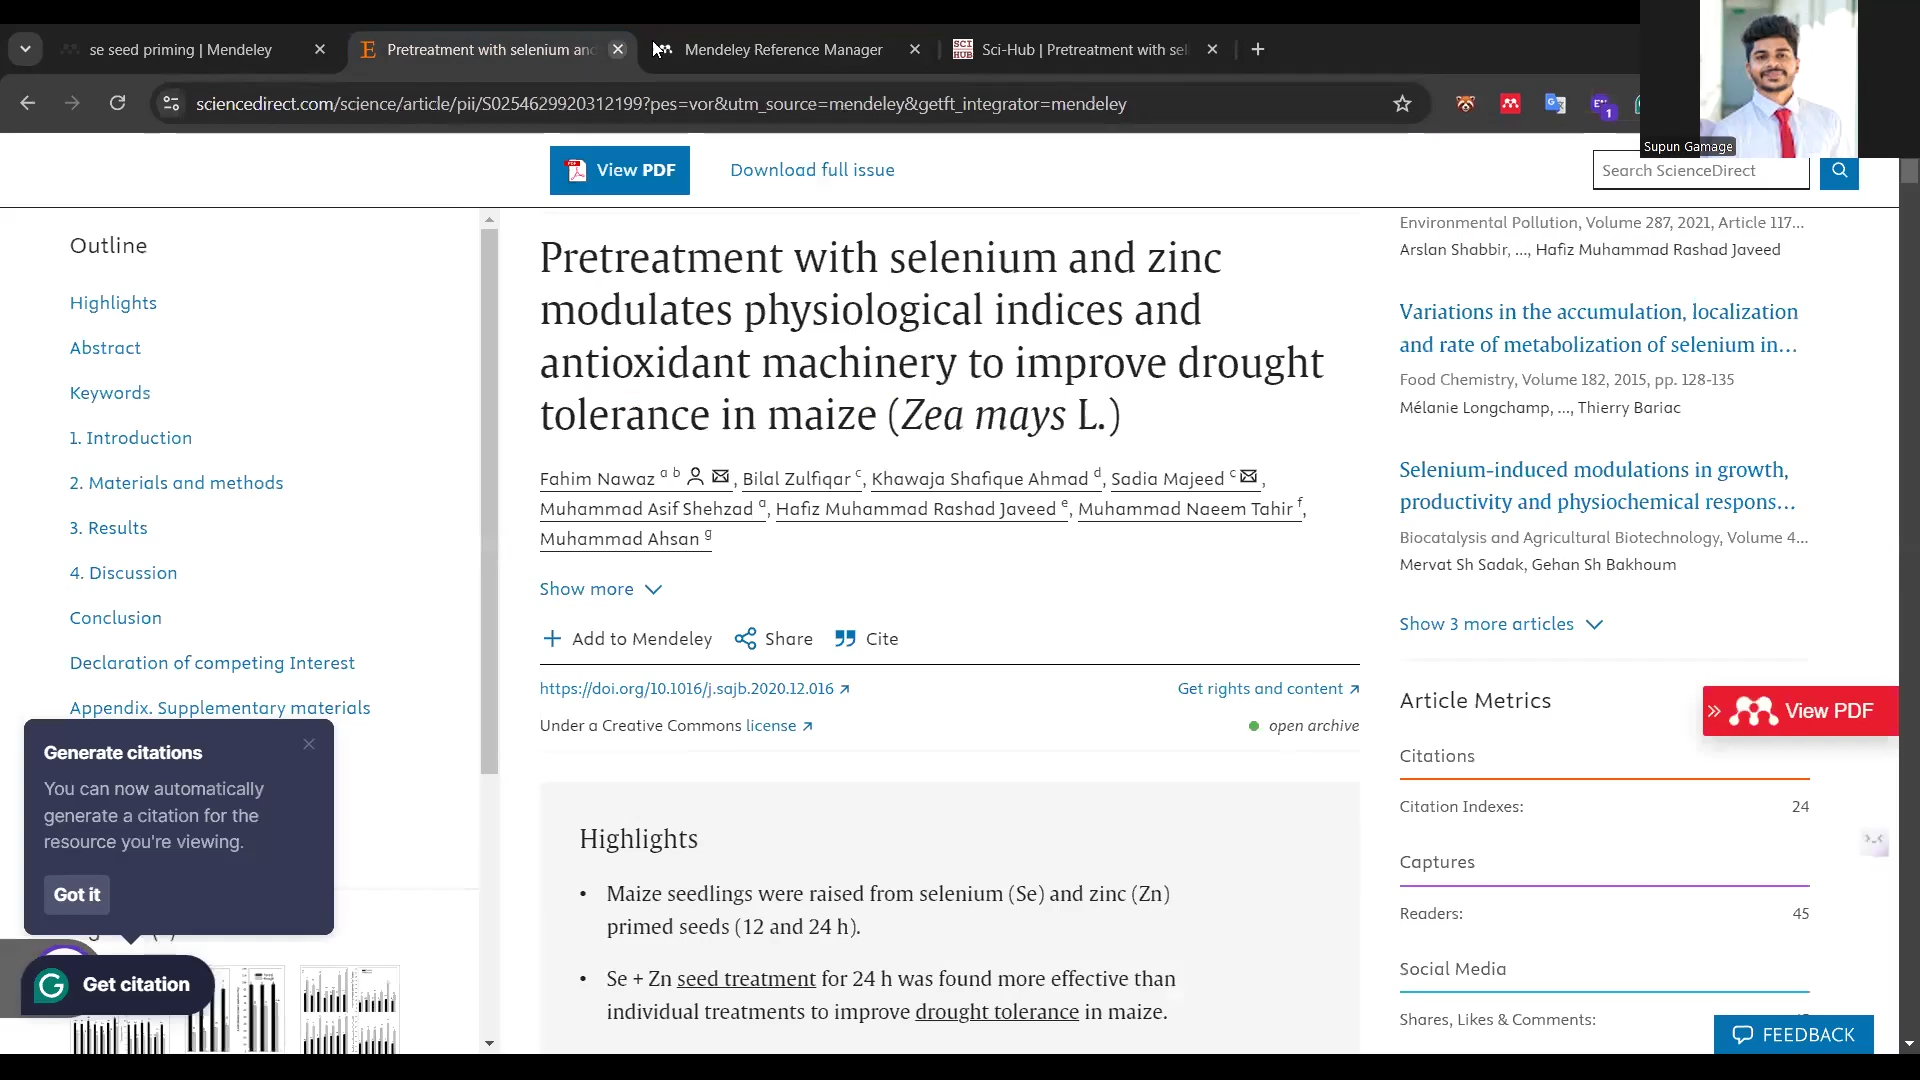 se seed priming | Mendeley
Pretreatment with selenium and
Mendeley Reference Manager
SCI HUB
Sci-Hub | Pretreatment with sel
sciencedirect.com/science/article/pii/S0254629920312199?pes=vor&utm_source=mendeley&getft_integrator=mendeley
1
Supun Gamage
View PDF
Download full issue
Search ScienceDirect
Outline
Highlights
Abstract
Keywords
1. Introduction
2. Materials and methods
3. Results
4. Discussion
Conclusion
Declaration of competing Interest
Appendix. Supplementary materials
Generate citations
You can now automatically
generate a citation for the
resource you're viewing.
Got it
Get citation
Pretreatment with selenium and zinc
modulates physiological indices and
antioxidant machinery to improve drought
tolerance in maize (Zea mays L.)
Fahim Nawaz a b, Bilal Zulfiqar c, Khawaja Shafique Ahmad d, Sadia Majeed c,
Muhammad Asif Shehzad a, Hafiz Muhammad Rashad Javeed e, Muhammad Naeem Tahir f,
Muhammad Ahsan g
Show more
Add to Mendeley Share Cite
https://doi.org/10.1016/j.sajb.2020.12.016 Get rights and content
Under a Creative Commons license open archive
Highlights
• Maize seedlings were raised from selenium (Se) and zinc (Zn)
primed seeds (12 and 24 h).
• Se + Zn seed treatment for 24 h was found more effective than
individual treatments to improve drought tolerance in maize.
Environmental Pollution, Volume 287, 2021, Article 117...
Arslan Shabbir, ..., Hafiz Muhammad Rashad Javeed
Variations in the accumulation, localization
and rate of metabolization of selenium in...
Food Chemistry, Volume 182, 2015, pp. 128-135
Mélanie Longchamp, ..., Thierry Bariac
Selenium-induced modulations in growth,
productivity and physiochemical respons...
Biocatalysis and Agricultural Biotechnology, Volume 4...
Mervat Sh Sadak, Gehan Sh Bakhoum
Show 3 more articles
Article Metrics
View PDF
Citations
Citation Indexes: 24
Captures
Readers: 45
Social Media
Shares, Likes & Comments:
FEEDBACK